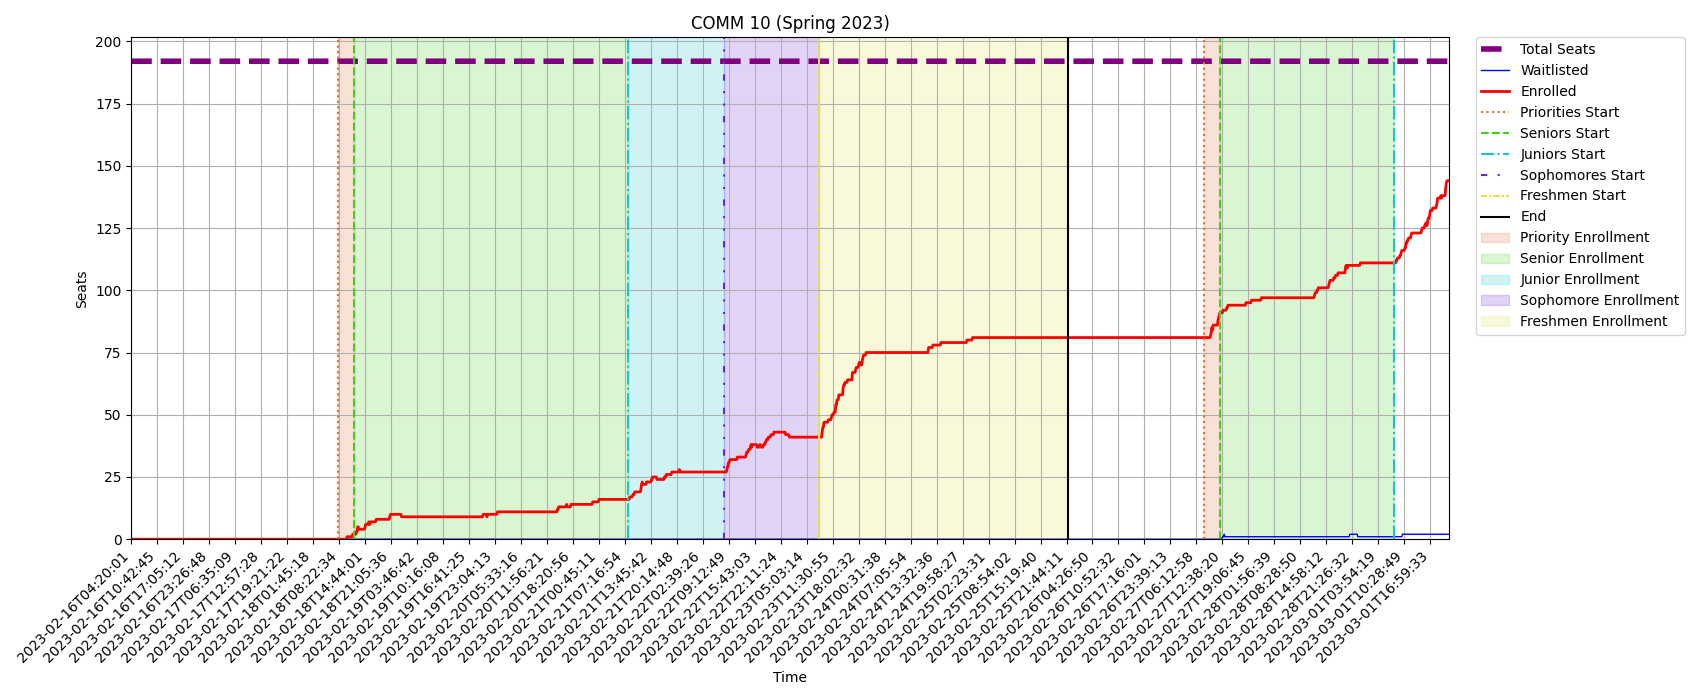 COMM 10 (Spring 2023)
Seats
200
175
150
125
100
75
50
25
0
2023-02-16T04:20:01
2023-02-16T10:42:45
2023-02-16T17:05:12
2023-02-16T23:26:48
2023-02-17T06:35:09
2023-02-17T12:57:28
2023-02-17T19:21:22
2023-02-18T01:45:18
2023-02-18T08:22:34
2023-02-18T14:44:01
2023-02-18T21:05:36
2023-02-19T03:46:42
2023-02-19T10:16:08
2023-02-19T16:41:25
2023-02-19T23:04:13
2023-02-20T05:33:16
2023-02-20T11:56:21
2023-02-20T18:20:56
2023-02-21T00:45:11
2023-02-21T07:16:54
2023-02-21T13:45:42
2023-02-21T20:14:48
2023-02-22T02:39:26
2023-02-22T09:12:49
2023-02-22T15:43:03
2023-02-22T22:11:24
2023-02-23T05:03:14
2023-02-23T11:30:55
2023-02-23T18:02:32
2023-02-24T00:31:38
2023-02-24T07:05:54
2023-02-24T13:32:36
2023-02-24T19:58:27
2023-02-25T02:23:31
2023-02-25T08:54:02
2023-02-25T15:19:40
2023-02-25T21:44:11
2023-02-26T04:26:50
2023-02-26T10:52:32
2023-02-26T17:16:01
2023-02-26T23:39:13
2023-02-27T06:12:58
2023-02-27T12:38:20
2023-02-27T19:06:45
2023-02-28T01:56:39
2023-02-28T08:28:50
2023-02-28T14:58:12
2023-02-28T21:26:32
2023-03-01T03:54:19
2023-03-01T10:28:49
2023-03-01T16:59:33
Time
Total Seats
Waitlisted
Enrolled
Priorities Start
Seniors Start
Juniors Start
Sophomores Start
Freshmen Start
End
Priority Enrollment
Senior Enrollment
Junior Enrollment
Sophomore Enrollment
Freshmen Enrollment